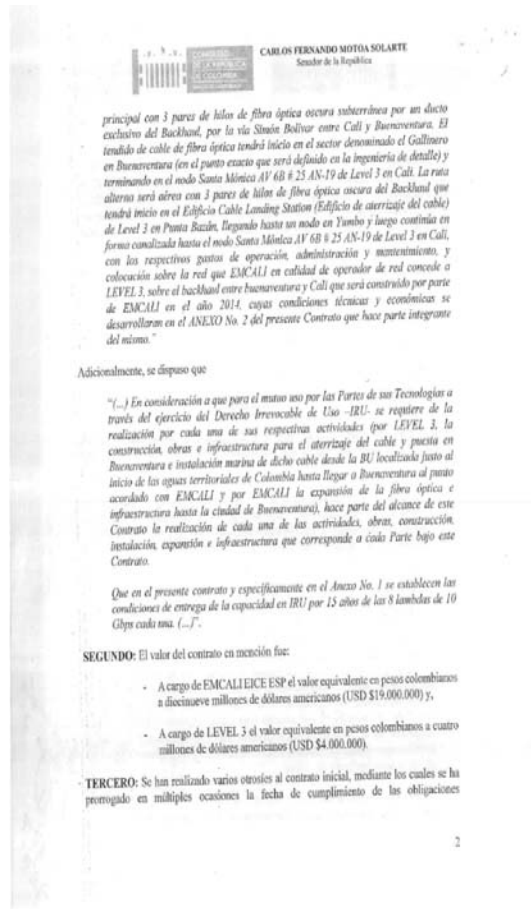 CONGRESO
DE LA REPÚBLICA
DE COLOMBIA
CARLOS FERNANDO MOTOA SOLARTE
Senador de la República
principal con 3 pares de hilos de fibra óptica oscura subterránea por un ducto
exclusivo del Backhaul, por la vía Simón Bolívar entre Cali y Buenaventura. El
tendido de cable de fibra óptica tendrá inicio en el sector denominado el Gallinero
en Buenaventura (en el punto exacto que será definido en la ingeniería de detalle) y
terminando en el nodo Santa Mónica AV 6B # 25 AN-19 de Level 3 en Cali. La ruta
alterna será aérea con 3 pares de hilos de fibra óptica oscura del Backhaul que
tendrá inicio en el Edificio Cable Landing Station (Edificio de aterrizaje del cable)
de Level 3 en Punta Bazán, llegando hasta un nodo en Yumbo y luego continúa en
forma canalizada hasta el nodo Santa Mónica AV 6B # 25 AN-19 de Level 3 en Cali,
con los respectivos gastos de operación, administración y mantenimiento, y
colocación sobre la red que EMCALI en calidad de operador de red concede a
LEVEL 3, sobre el backhaul entre buenaventura y Cali que será construido por parte
de EMCALI en el año 2014, cuyas condiciones técnicas y económicas se
desarrollaran en el ANEXO No. 2 del presente Contrato que hace parte integrante
del mismo."
Adicionalmente, se dispuso que
"(...) En consideración a que para el mutuo uso por las Partes de sus Tecnologías a
través del ejercicio del Derecho Irrevocable de Uso –IRU- se requiere de la
realización por cada una de sus respectivas actividades (por LEVEL 3, la
construcción, obras e infraestructura para el aterrizaje del cable y puesta en
Buenaventura e instalación marina de dicho cable desde la BU localizada justo al
inicio de las aguas territoriales de Colombia hasta llegar a Buenaventura al punto
acordado con EMCALI y por EMCALI la expansión de la fibra óptica e
infraestructura hasta la ciudad de Buenaventura), hace parte del alcance de este
Contrato la realización de cada una de las actividades, obras, construcción,
instalación, expansión e infraestructura que corresponde a cada Parte bajo este
Contrato.
Que en el presente contrato y específicamente en el Anexo No. 1 se establecen las
condiciones de entrega de la capacidad en IRU por 15 años de las 8 lambdas de 10
Gbps cada una. (...)".
SEGUNDO: El valor del contrato en mención fue:
- A cargo de EMCALI EICE ESP el valor equivalente en pesos colombianos
a diecinueve millones de dólares americanos (USD $19.000.000) y,
- A cargo de LEVEL 3 el valor equivalente en pesos colombianos a cuatro
millones de dólares americanos (USD $4.000.000).
TERCERO: Se han realizado varios otrosíes al contrato inicial, mediante los cuales se ha
prorrogado en múltiples ocasiones la fecha de cumplimiento de las obligaciones
2